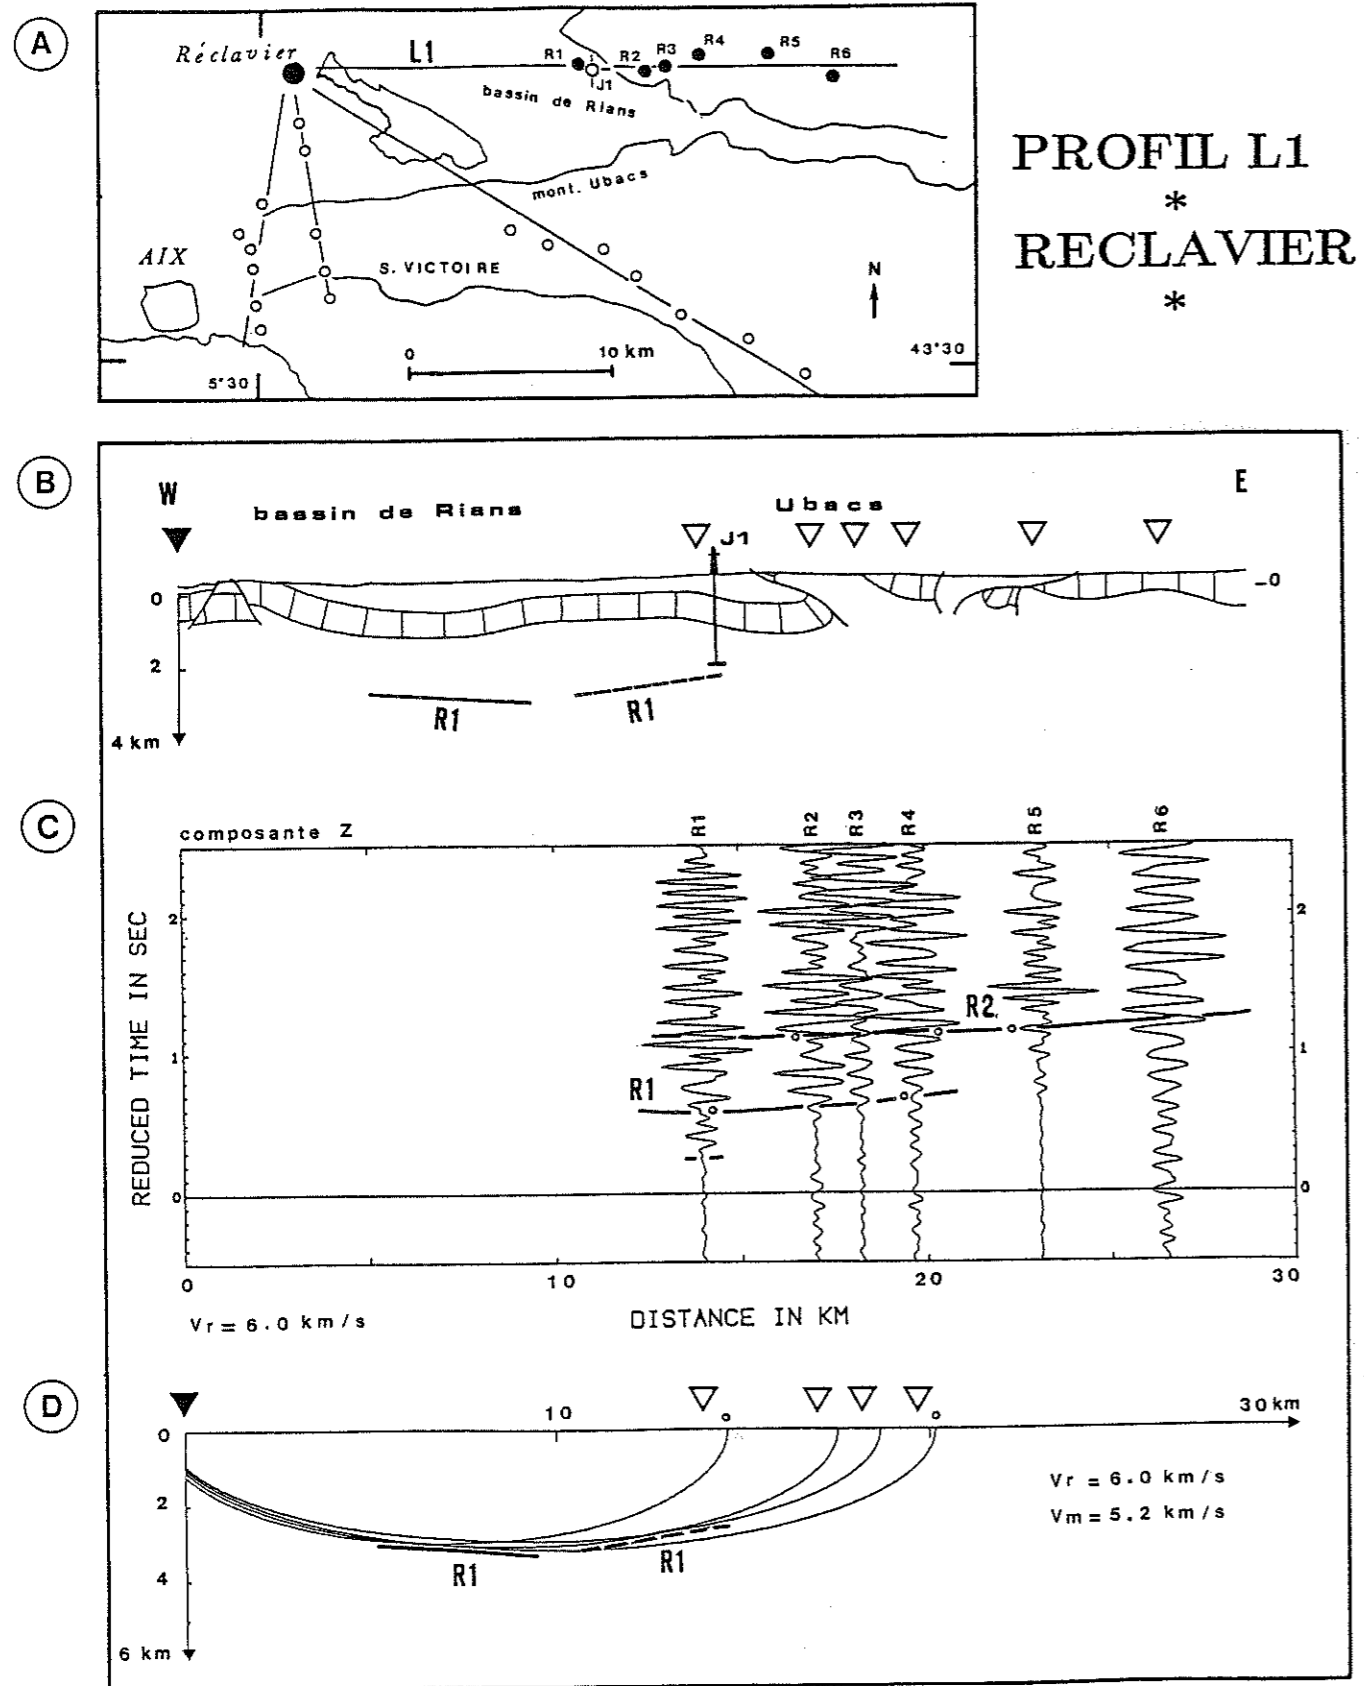 A
Réclavier
L1
R1
J1
R2
R3
R4
R5
R6
bassin de Rians
mont. Ubacs
AIX
S. VICTOIRE
N
0
10 km
43°30
5°30
PROFIL L1
*
RECLAVIER
*
B
W
E
bassin de Rians
Ubacs
J1
0
-0
2
4 km
R1
R1
C
composante Z
R1
R2
R3
R4
R5
R6
REDUCED TIME IN SEC
2
1
0
2
1
0
R2
R1
0
10
20
30
DISTANCE IN KM
Vr = 6.0 km/s
D
10
30 km
0
2
4
6 km
R1
R1
Vr = 6.0 km/s
Vm = 5.2 km/s